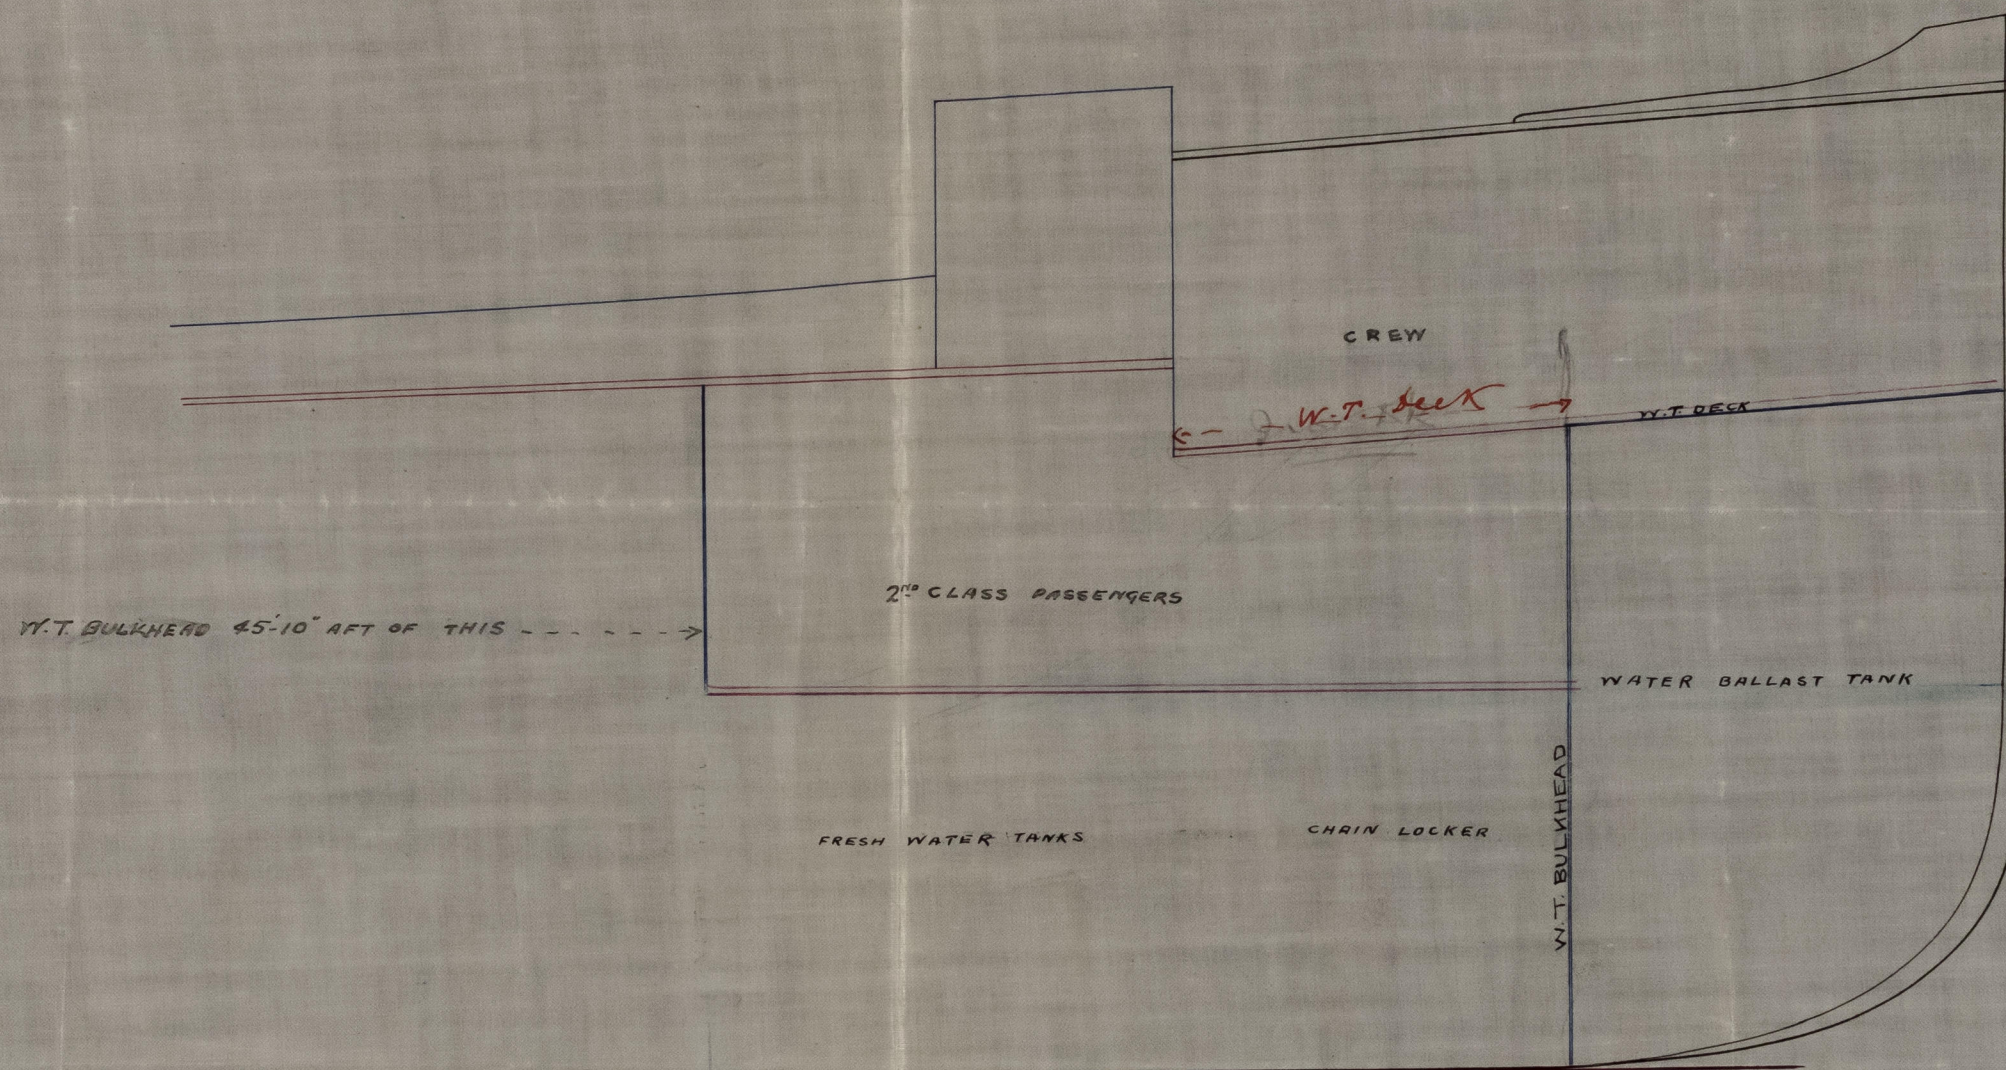 CREW
W.T. Deck
W.T. DECK
2ND CLASS PASSENGERS
W.T. BULKHEAD 45'-10" AFT OF THIS
WATER BALLAST TANK
W.T. BULKHEAD
FRESH WATER TANKS
CHAIN LOCKER